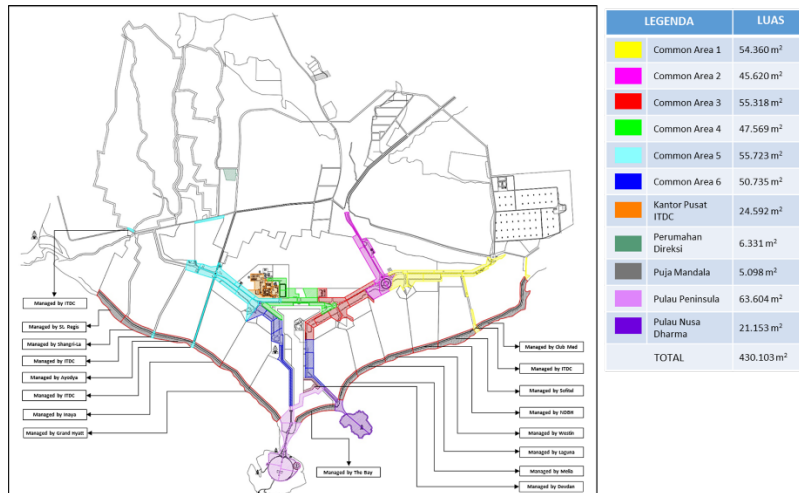 LEGENDA LUAS
Common Area 1 54.360 m²
Common Area 2 45.620 m²
Common Area 3 55.318 m²
Common Area 4 47.569 m²
Common Area 5 55.723 m²
Common Area 6 50.735 m²
Kantor Pusat
ITDC 24.592 m²
Perumahan
Direksi 6.331 m²
Puja Mandala 5.098 m²
Pulau Peninsula 63.604 m²
Pulau Nusa
Dharma 21.153 m²
TOTAL 430.103 m²
Managed by ITDC
Managed by St. Regis
Managed by Shangri-La
Managed by ITDC
Managed by Ayodya
Managed by ITDC
Managed by Inaya
Managed by Grand Hyatt
Managed by The Bay
Managed by Club Med
Managed by ITDC
Managed by Sofitel
Managed by NDBH
Managed by Westin
Managed by Laguna
Managed by Melia
Managed by Devdan